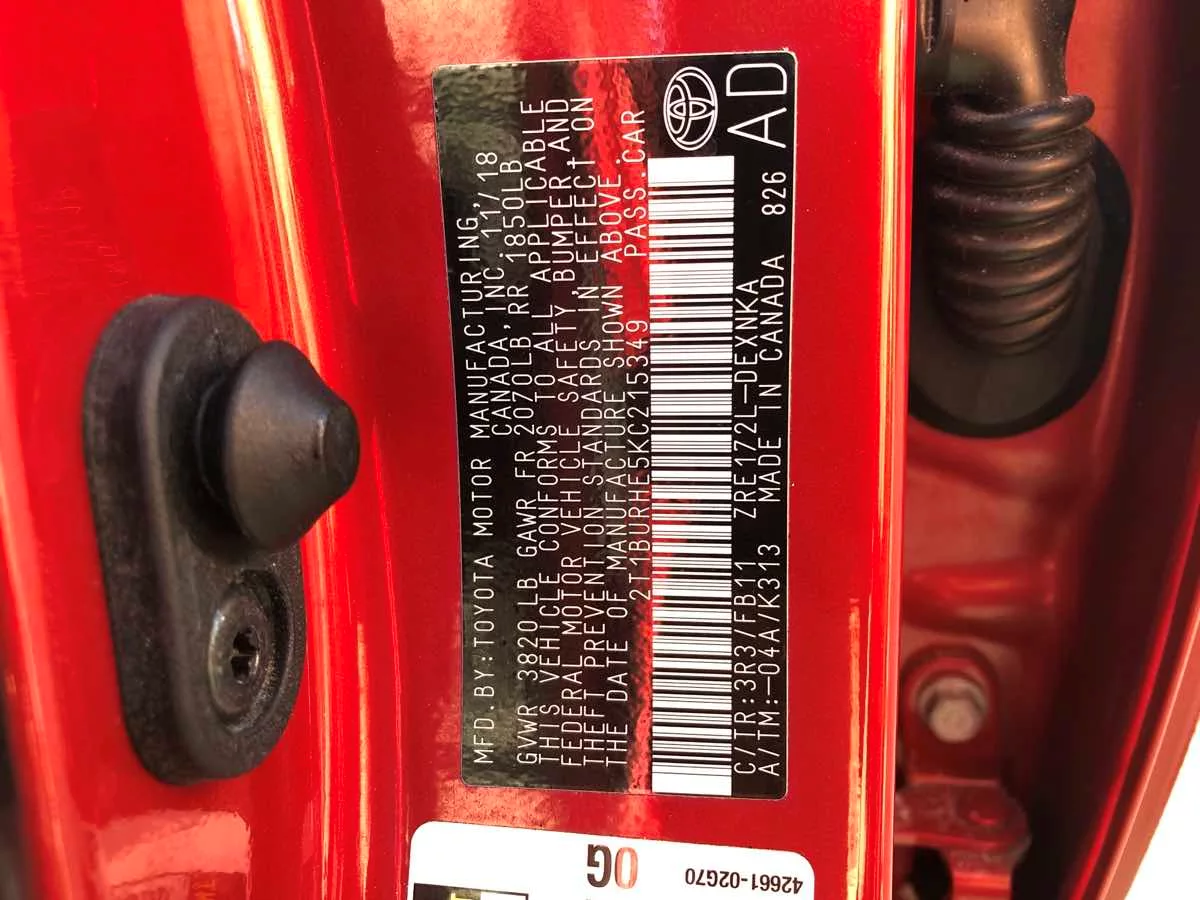 MFD.BY:TOYOTA MOTOR MANUFACTURING,
CANADA,INC. 11/18
GVWR 3820LB GAWR FR 2070LB,RR 1850LB
THIS VEHICLE CONFORMS TO ALL APPLICABLE
FEDERAL MOTOR VEHICLE SAFETY,BUMPER,AND
THEFT PREVENTION STANDARDS IN EFFECT ON
THE DATE OF MANUFACTURE SHOWN ABOVE.
2T1BURHE5KC215349 PASS.CAR
C/TR:3R3/FB11 ZRE172L—DEXNKA
A/TM:—04A/K313 MADE IN CANADA 826
AD
0G
42661-02G70